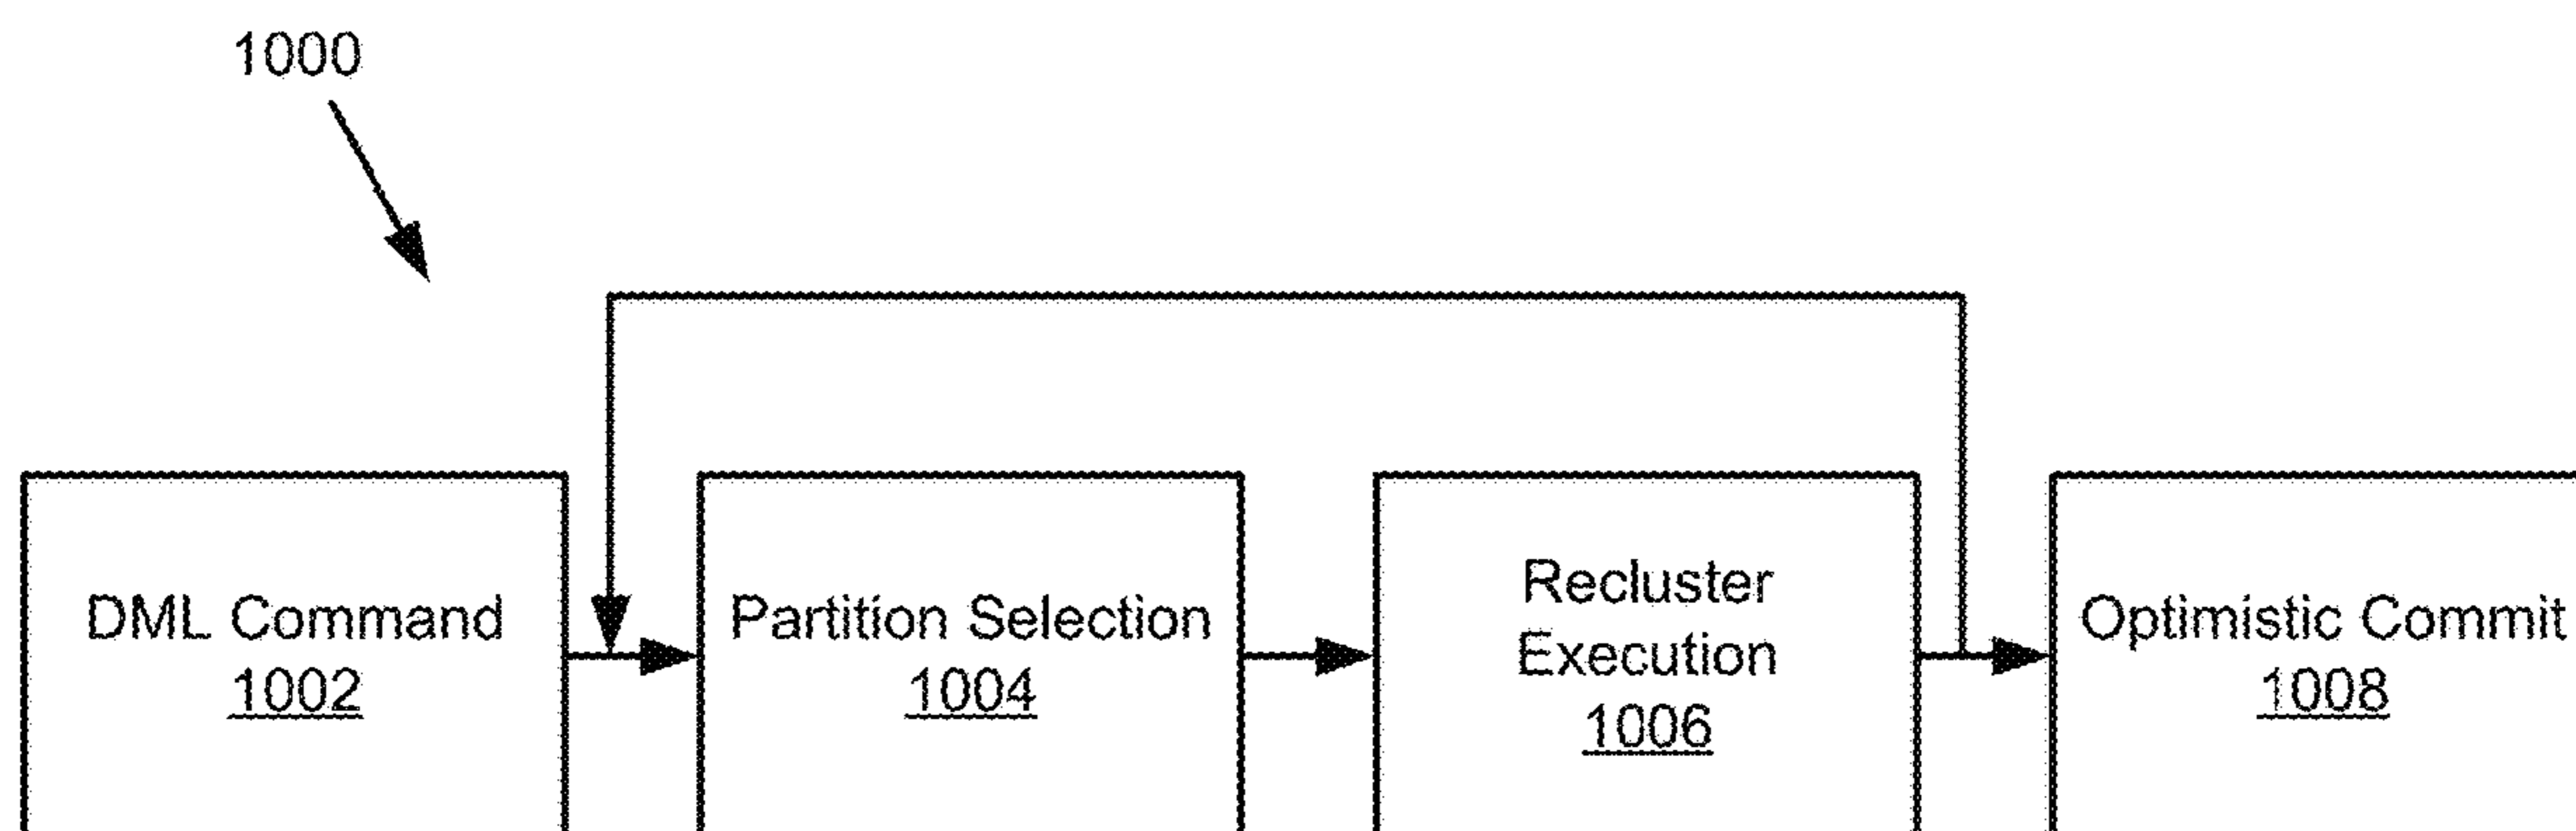 1000
DML Command
1002
Partition Selection
1004
Recluster
Execution
1006
Optimistic Commit
1008